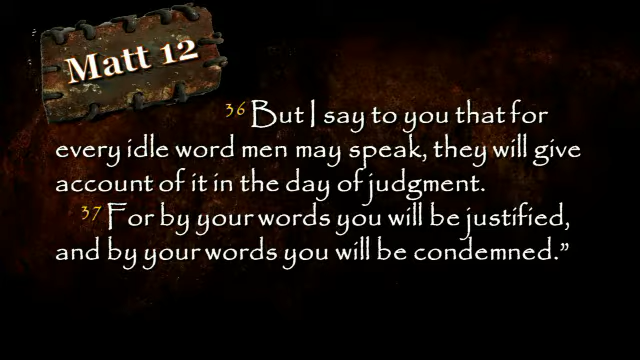 Matt 12
36 But I say to you that for
every idle word men may speak, they will give
account of it in the day of judgment.
37 For by your words you will be justified,
and by your words you will be condemned.”